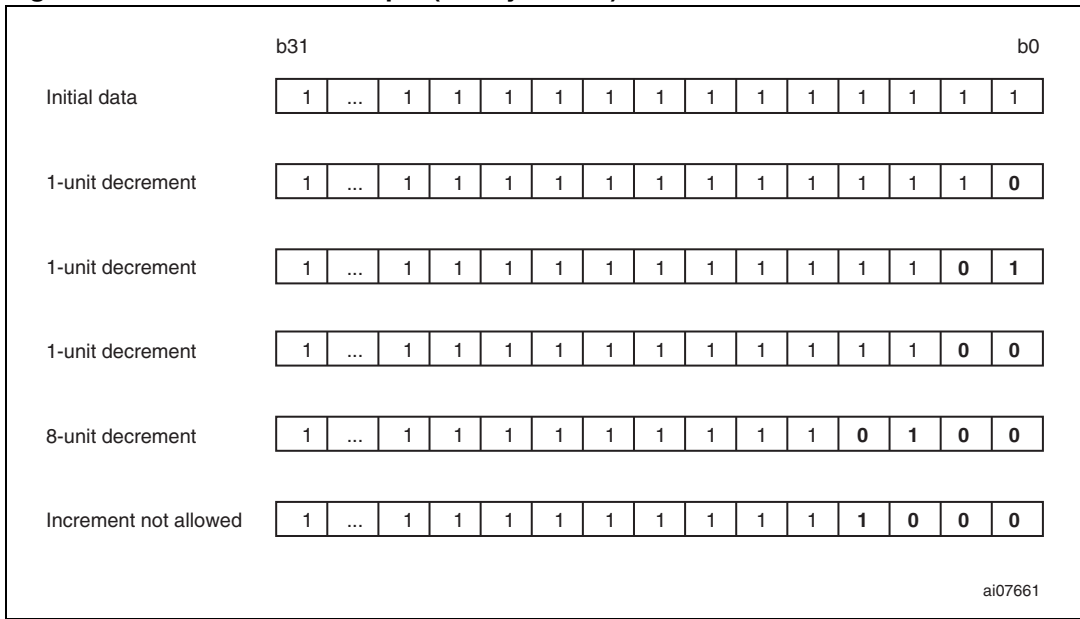 b31 b0
Initial data 1 ... 1 1 1 1 1 1 1 1 1 1 1 1 1
1-unit decrement 1 ... 1 1 1 1 1 1 1 1 1 1 1 1 0
1-unit decrement 1 ... 1 1 1 1 1 1 1 1 1 1 1 0 1
1-unit decrement 1 ... 1 1 1 1 1 1 1 1 1 1 1 0 0
8-unit decrement 1 ... 1 1 1 1 1 1 1 1 1 0 1 0 0
Increment not allowed 1 ... 1 1 1 1 1 1 1 1 1 1 0 0 0
ai07661